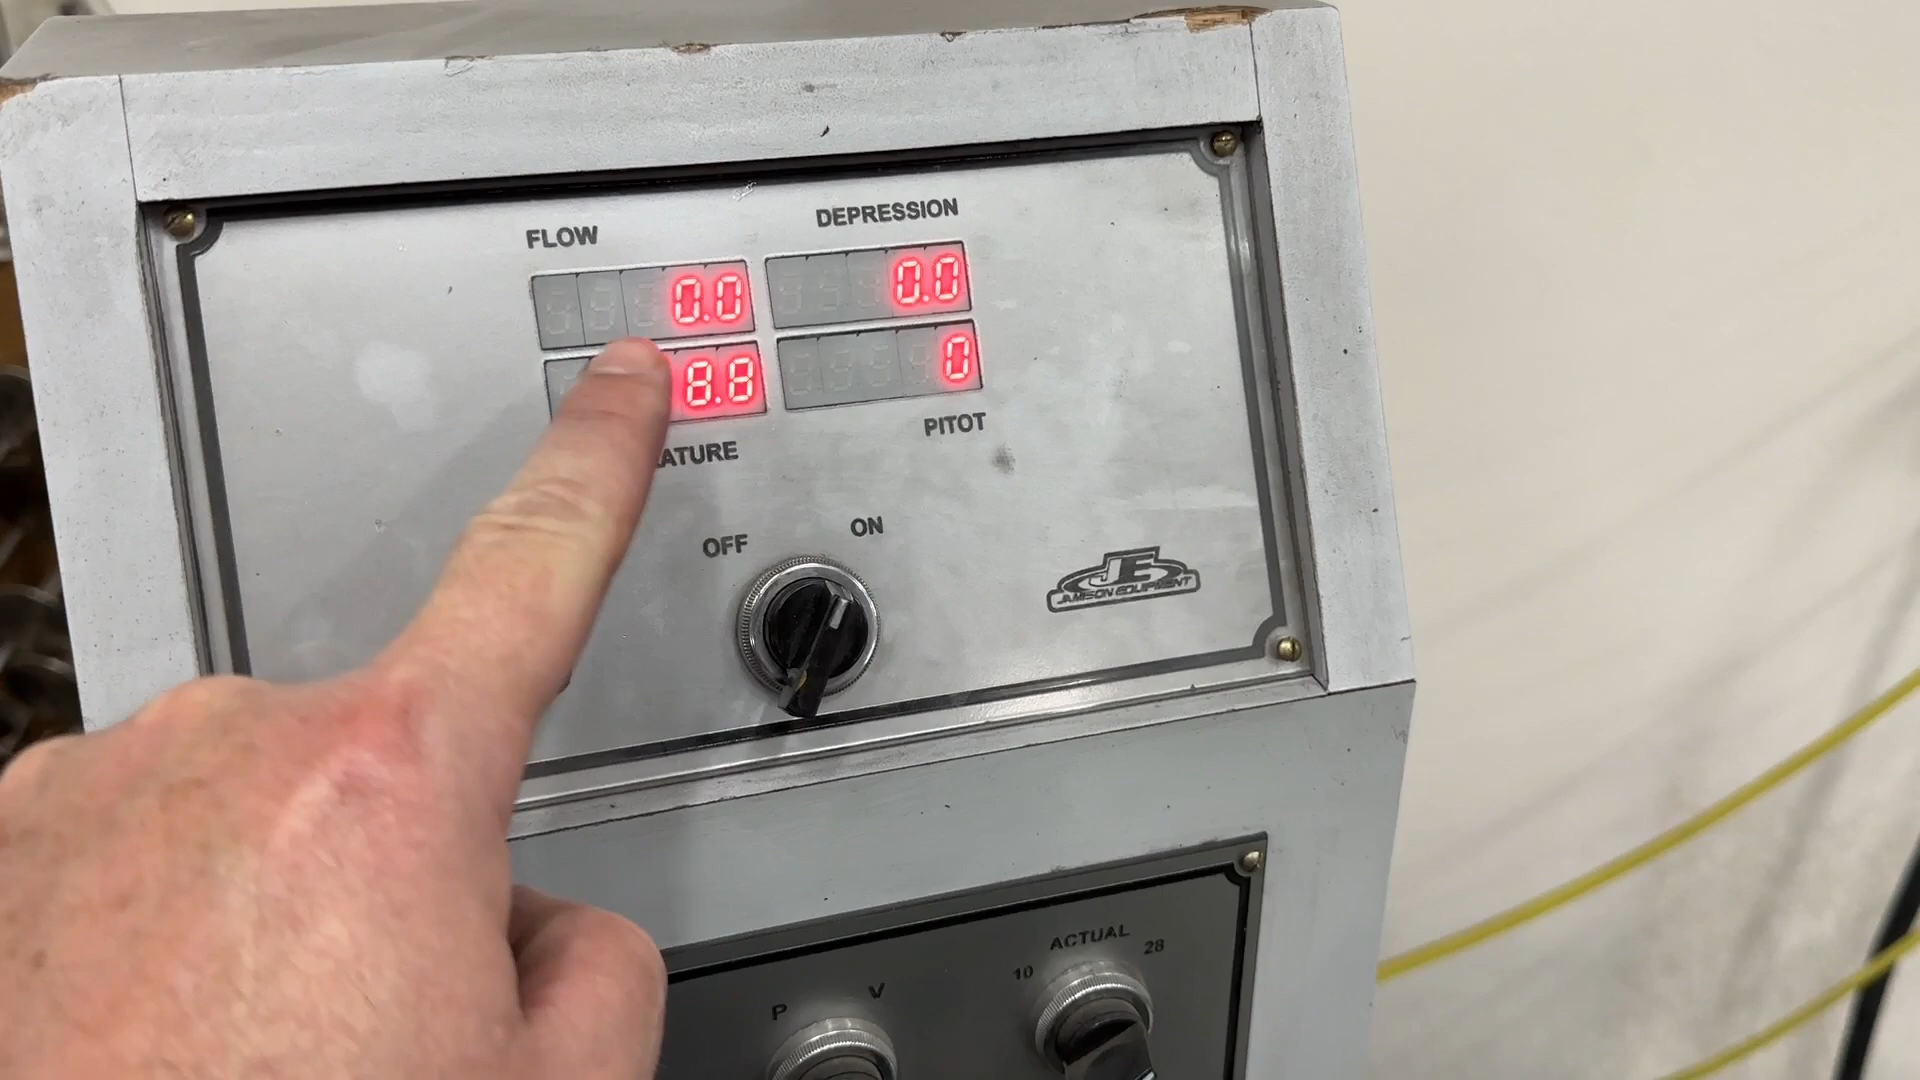 FLOW
DEPRESSION
0.0
0.0
8.8
0
ATURE
PITOT
OFF
ON
JE
JAMISON EQUIPMENT
ACTUAL
10
28
P
V